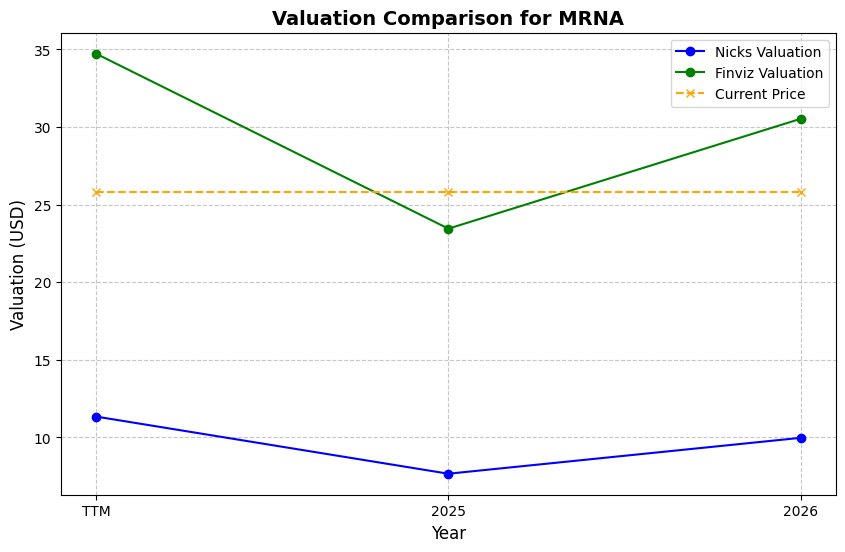 Valuation Comparison for MRNA
Nicks Valuation
Finviz Valuation
Current Price
Valuation (USD)
35
30
25
20
15
10
TTM
2025
2026
Year